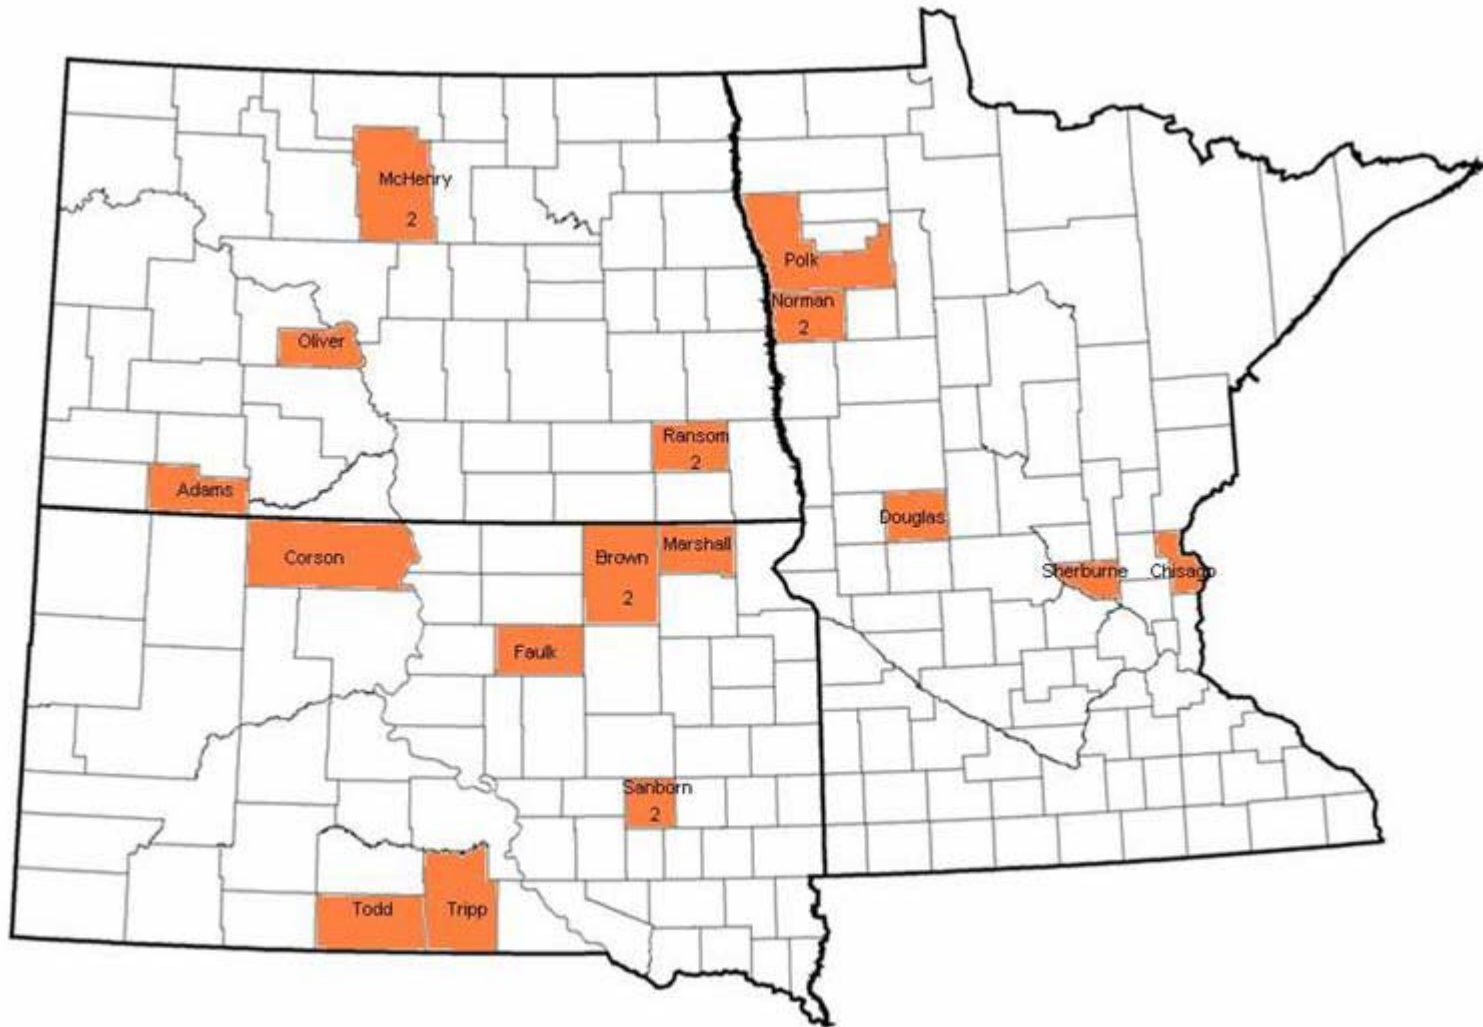 McHenry
2
Polk
Norman
2
Oliver
Ransom
2
Adams
Douglas
Corson
Brown
2
Marshall
Sherburne
Chisago
Faulk
Sanborn
2
Todd
Tripp